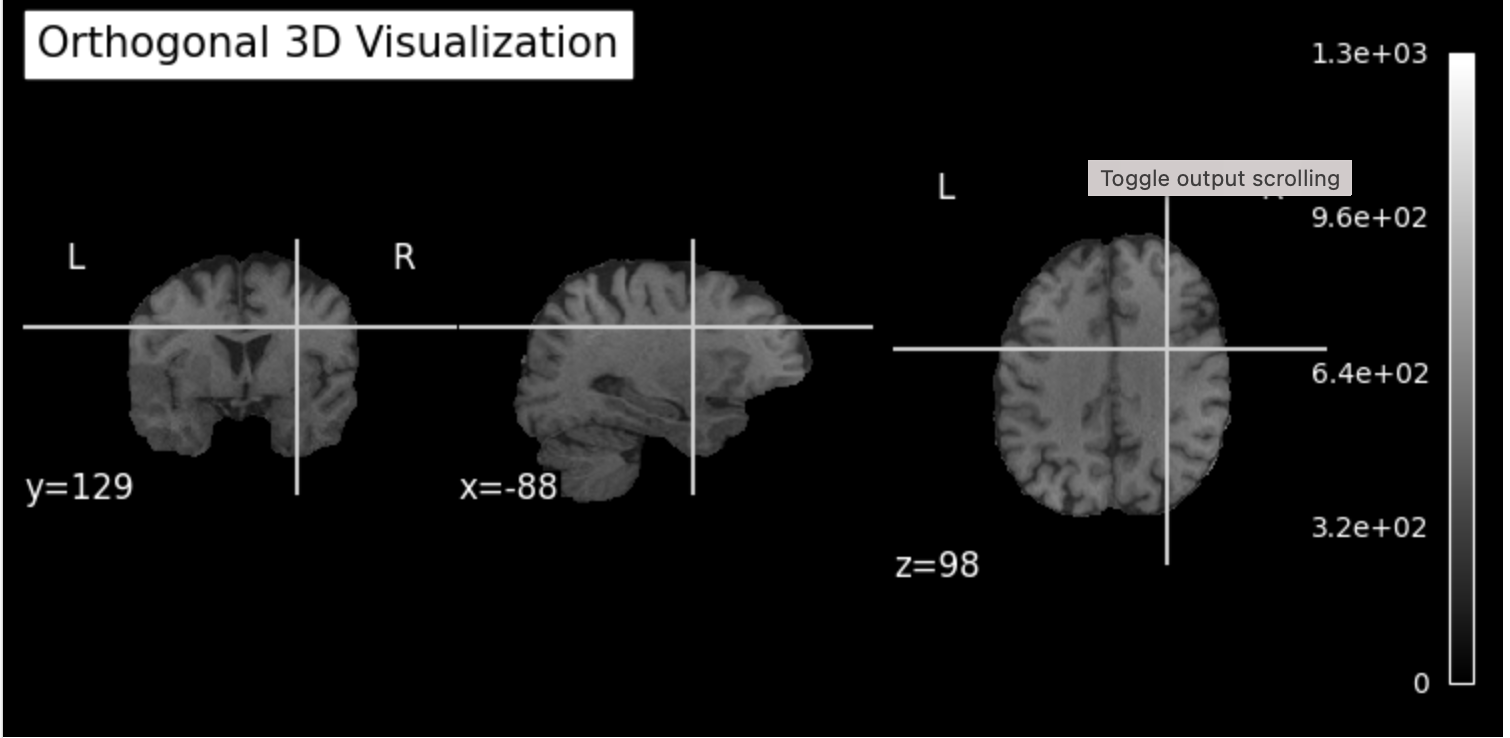 Orthogonal 3D Visualization
1.3e+03
Toggle output scrolling
L
9.6e+02
L
R
6.4e+02
y=129
x=-88
3.2e+02
z=98
0